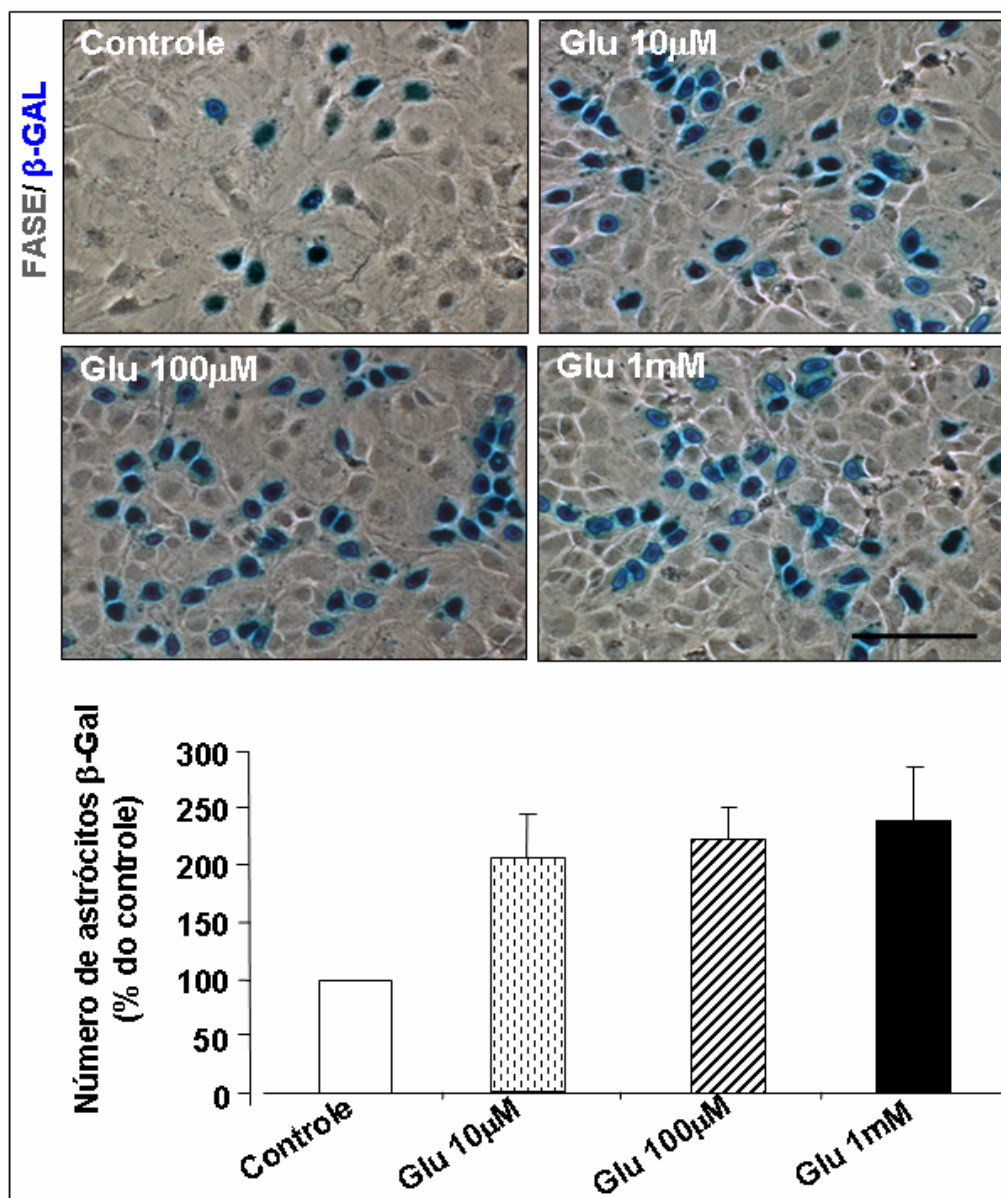 Controle
Glu 10μM
FASE/ β-GAL
Glu 100μM
Glu 1mM
Número de astrócitos β-Gal
(% do controle)
300
250
200
150
100
50
0
Controle
Glu 10μM
Glu 100μM
Glu 1mM